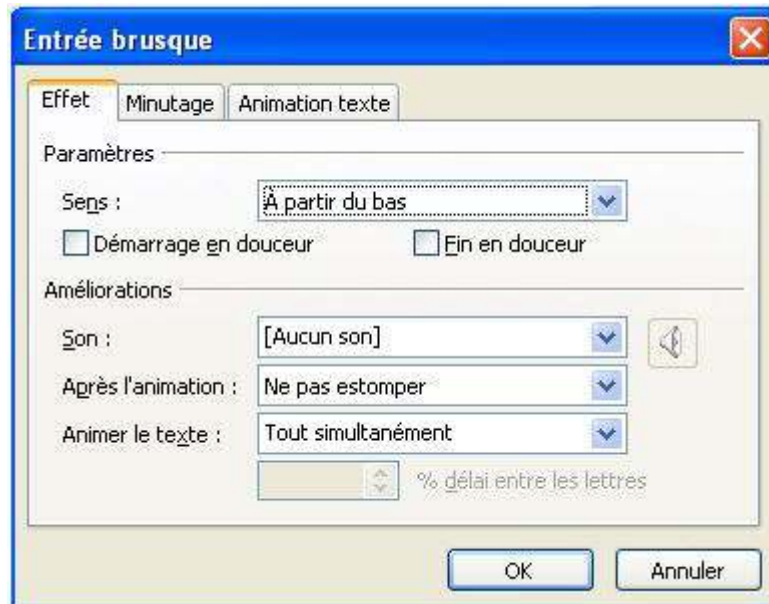 Entrée brusque
Effet Minutage Animation texte
Paramètres
Sens : À partir du bas
Démarrage en douceur Fin en douceur
Améliorations
Son : [Aucun son]
Après l'animation : Ne pas estomper
Animer le texte : Tout simultanément
% délai entre les lettres
OK Annuler